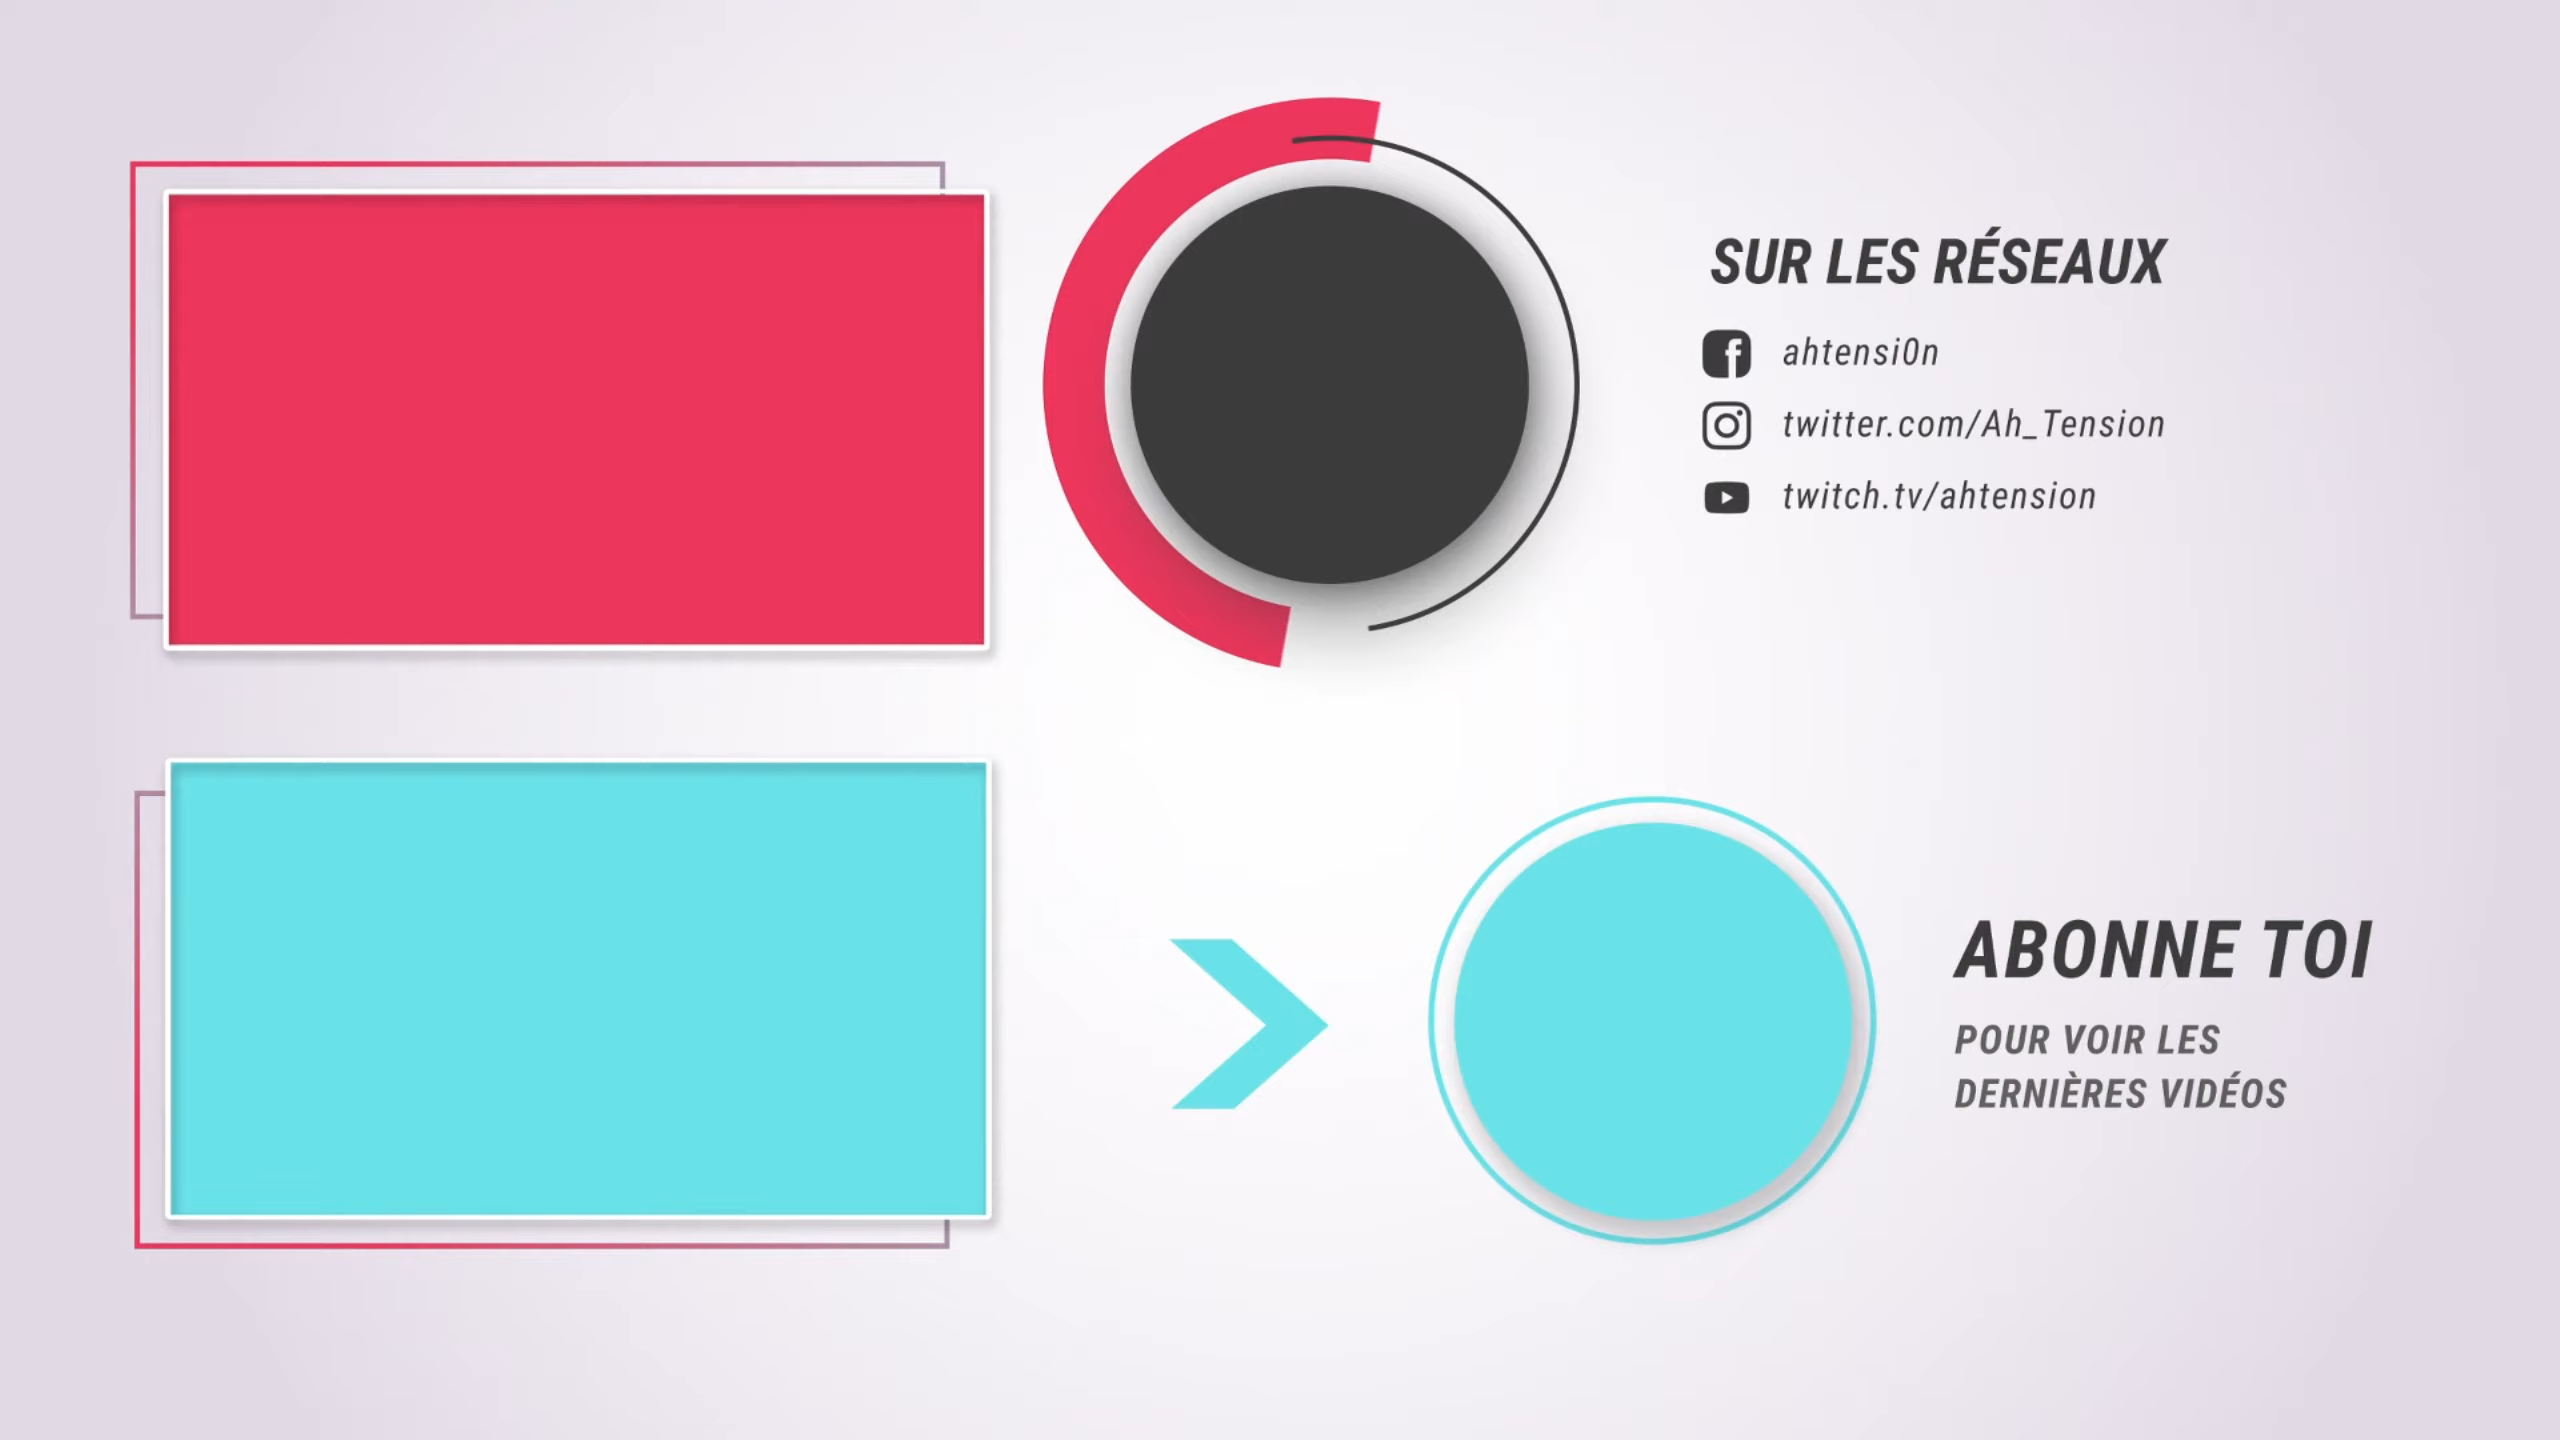 SUR LES RÉSEAUX
ahtensi0n
twitter.com/Ah_Tension
twitch.tv/ahtension
ABONNE TOI
POUR VOIR LES
DERNIÈRES VIDÉOS